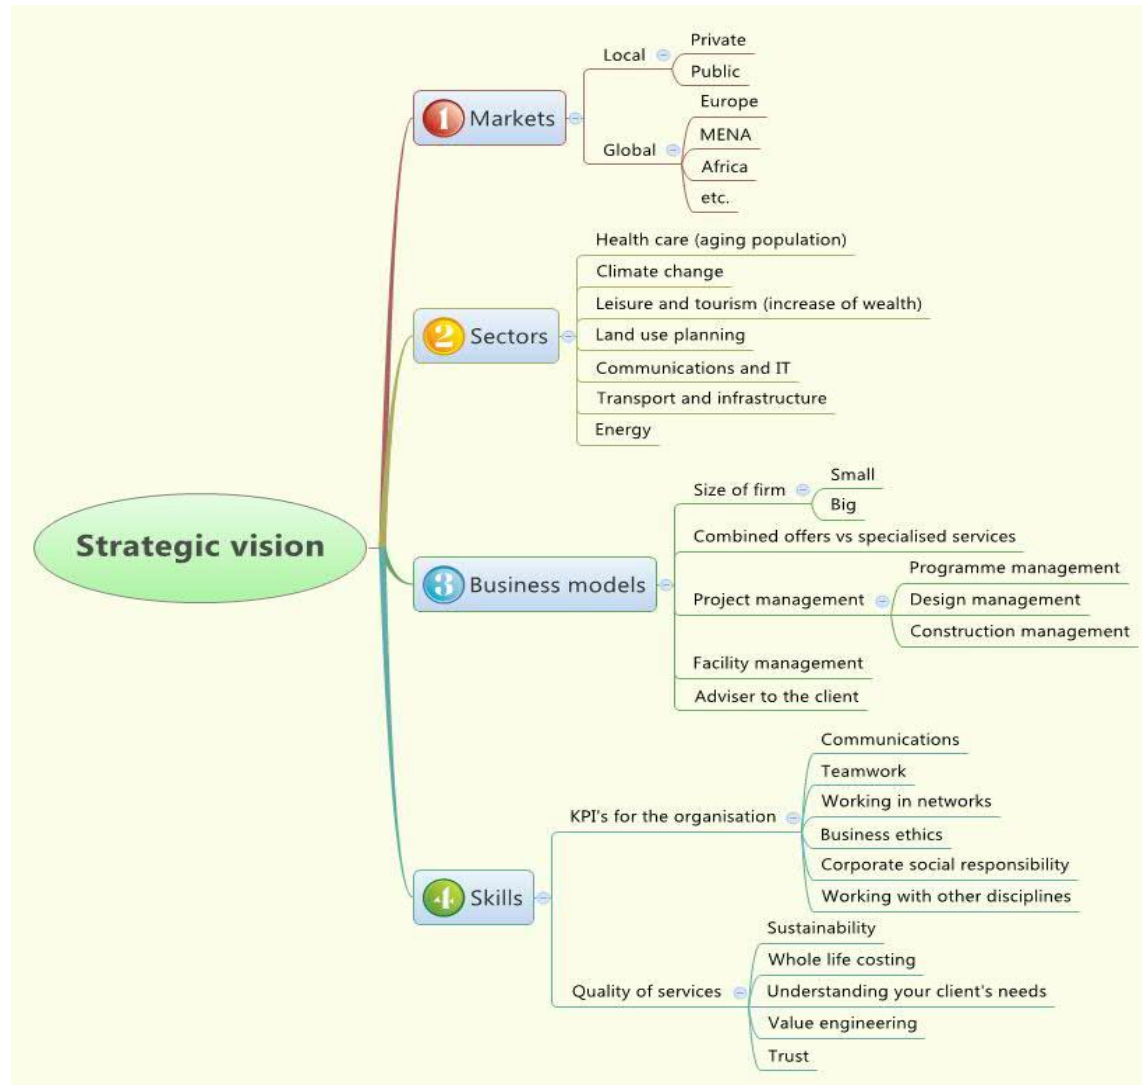 Strategic vision
1 Markets
Local
Private
Public
Global
Europe
MENA
Africa
etc.
2 Sectors
Health care (aging population)
Climate change
Leisure and tourism (increase of wealth)
Land use planning
Communications and IT
Transport and infrastructure
Energy
3 Business models
Size of firm
Small
Big
Combined offers vs specialised services
Project management
Programme management
Design management
Construction management
Facility management
Adviser to the client
4 Skills
KPI's for the organisation
Communications
Teamwork
Working in networks
Business ethics
Corporate social responsibility
Working with other disciplines
Quality of services
Sustainability
Whole life costing
Understanding your client's needs
Value engineering
Trust